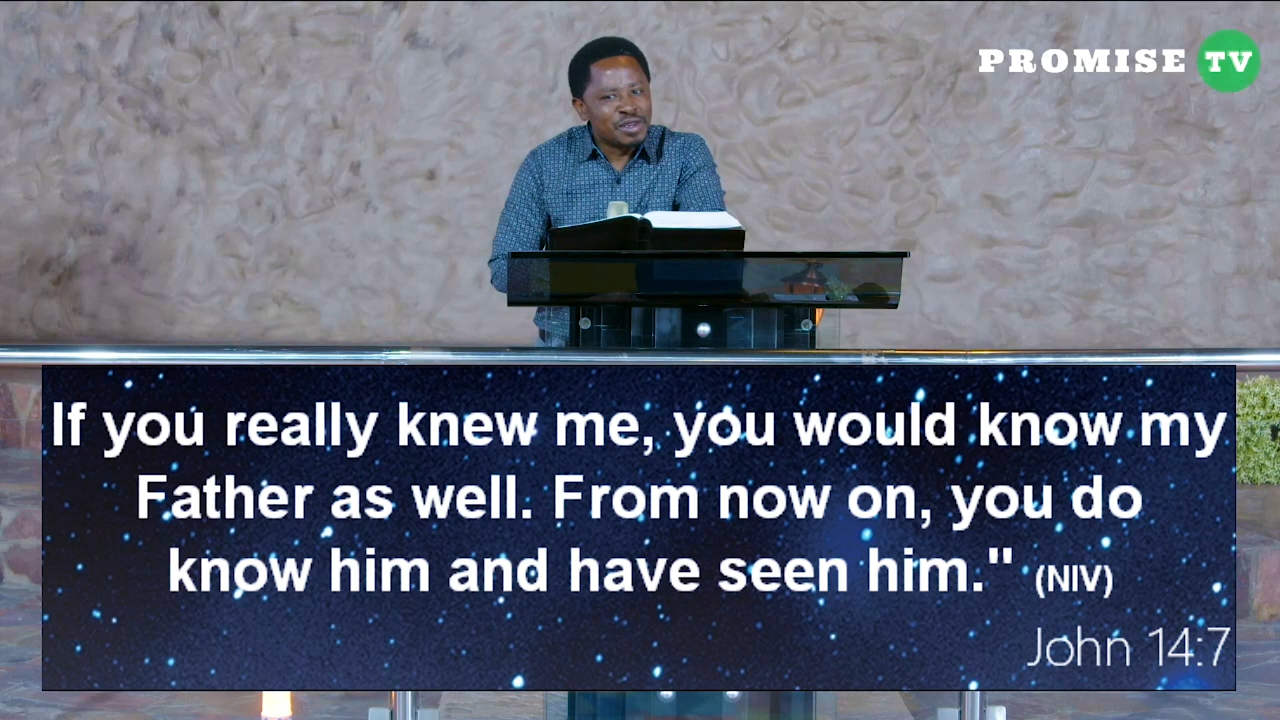 PROMISE TV
If you really knew me, you would know my
Father as well. From now on, you do
know him and have seen him." (NIV)
John 14:7